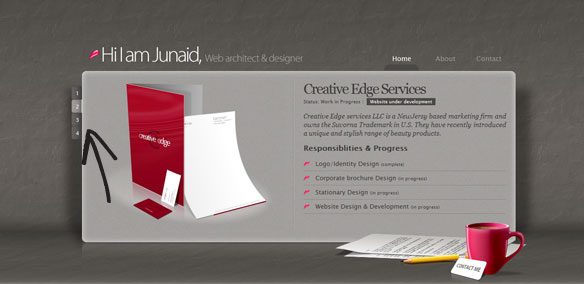 Hi I am Junaid, Web architect & designer
Home About Contact
1
2
3
4
creative edge
Creative Edge Services
Status: Work in Progress - Website under development
Creative Edge services LLC is a NewJersy based marketing firm and
owns the Suvorna Trademark in U.S. They have recently introduced
a unique and stylish range of beauty products.
Responsiblities & Progress
Logo/Identity Design (complete)
Corporate brochure Design (in progress)
Stationary Design (in progress)
Website Design & Development (in progress)
CONTACT ME